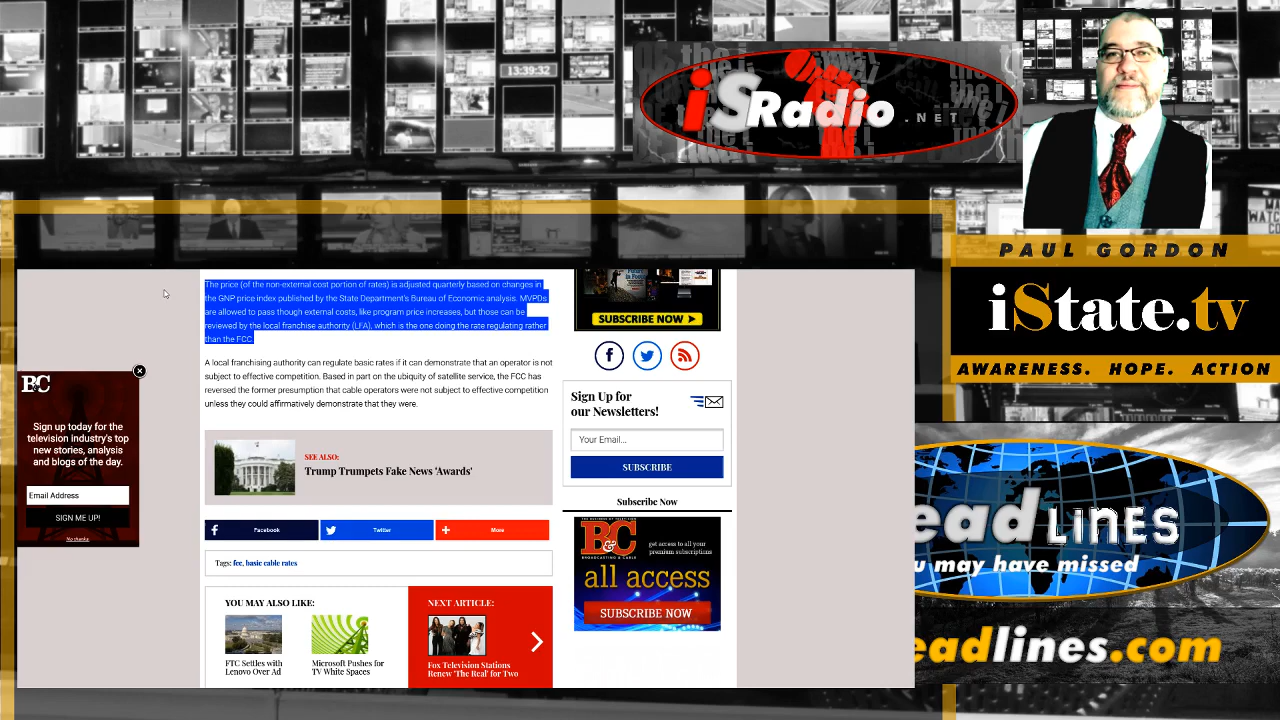 13:39:32
iSRadio
.NET
PAUL GORDON
iState.tv
AWARENESS. HOPE. ACTION
The price (of the non-external cost portion of rates) is adjusted quarterly based on changes in
the GNP price index published by the State Department's Bureau of Economic analysis. MVPDs
are allowed to pass though external costs, like program price increases, but those can be
reviewed by the local franchise authority (LFA), which is the one doing the rate regulating rather
than the FCC.
A local franchising authority can regulate basic rates if it can demonstrate that an operator is not
subject to effective competition. Based in part on the ubiquity of satellite service, the FCC has
reversed the former presumption that cable operators were not subject to effective competition
unless they could affirmatively demonstrate that they were.
SEE ALSO:
Trump Trumpets Fake News 'Awards'
Facebook
Twitter
More
Tags: fcc, basic cable rates
YOU MAY ALSO LIKE:
FTC Settles with
Lenovo Over Ad
Microsoft Pushes for
TV White Spaces
NEXT ARTICLE:
Fox Television Stations
Renew 'The Real' for Two
SUBSCRIBE NOW
Sign Up for
our Newsletters!
Your Email...
SUBSCRIBE
Subscribe Now
B&C
BROADCASTING & CABLE
get access to all your
premium subscriptions
all access
SUBSCRIBE NOW
B&C
Sign up today for the
television industry's top
new stories, analysis
and blogs of the day.
Email Address
SIGN ME UP!
No thanks.
ead LINES
u may have missed
eadlines.com